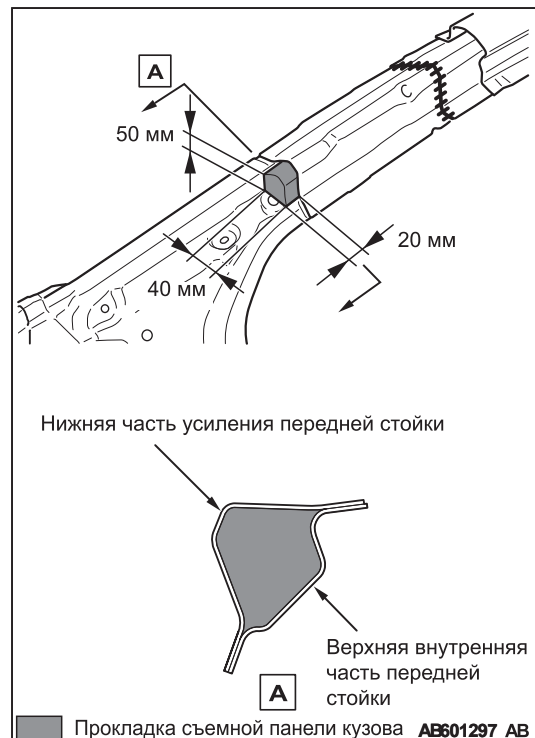 A
50 мм
20 мм
40 мм
Нижняя часть усиления передней стойки
Верхняя внутренняя
часть передней
стойки
A
Прокладка съемной панели кузова AB601297 AB